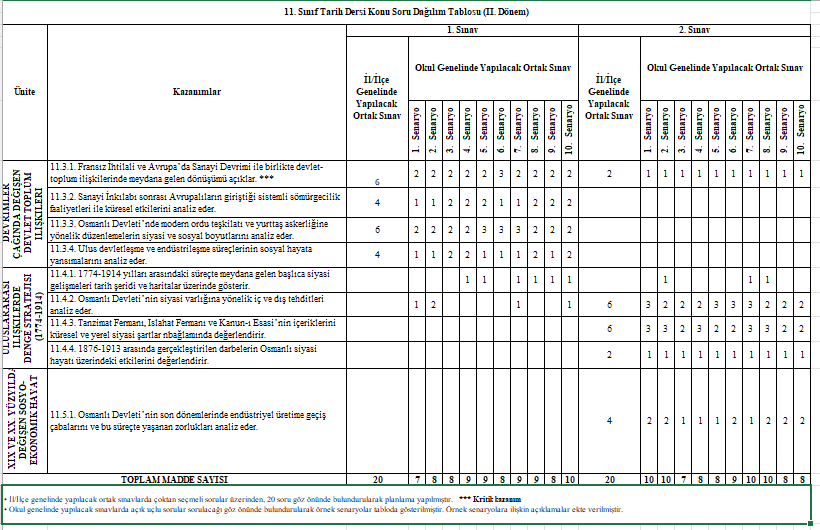 11. Sınıf Tarih Dersi Konu Soru Dağılım Tablosu (II. Dönem)
Ünite Kazanımlar 1. Sınav 2. Sınav
İl/İlçe Genelinde Yapılacak Ortak Sınav Okul Genelinde Yapılacak Ortak Sınav İl/İlçe Genelinde Yapılacak Ortak Sınav Okul Genelinde Yapılacak Ortak Sınav
1. Senaryo 2. Senaryo 3. Senaryo 4. Senaryo 5. Senaryo 6. Senaryo 7. Senaryo 8. Senaryo 9. Senaryo 10. Senaryo 1. Senaryo 2. Senaryo 3. Senaryo 4. Senaryo 5. Senaryo 6. Senaryo 7. Senaryo 8. Senaryo 9. Senaryo 10. Senaryo
DEVRİMLER
ÇAĞINDA DEĞİŞEN
DEVLET TOPLUM
İLİŞKİLERİ
11.3.1. Fransız İhtilali ve Avrupa'da Sanayi Devrimi ile birlikte devlet-
toplum ilişkilerinde meydana gelen dönüşümü açıklar. ***
6 2 2 2 2 2 3 2 2 2 2 2 1 1 1 1 1 1 1 1 1 1
11.3.2. Sanayi İnkılabı sonrası Avrupalıların giriştiği sistemli sömürgecilik
faaliyetleri ile küresel etkilerini analiz eder.
4 1 1 2 2 2 1 1 2 2 2
11.3.3. Osmanlı Devleti'nde modern ordu teşkilatı ve yurttaş askerliğine
yönelik düzenlemelerin siyasi ve sosyal boyutlarını analiz eder.
6 2 2 2 2 3 3 3 2 2 2
11.3.4. Ulus devletleşme ve endüstrileşme süreçlerinin sosyal hayata
yansımalarını analiz eder.
4 1 1 2 2 1 1 1 2 1 2
ULUSLARARASI
İLİŞKİLERDE
DENGE STRATEJİSİ
(1774-1914)
11.4.1. 1774-1914 yılları arasındaki süreçte meydana gelen başlıca siyasi
gelişmeleri tarih şeridi ve haritalar üzerinde gösterir.
1 1 1 1 1 1 1 1 1
11.4.2. Osmanlı Devleti'nin siyasi varlığına yönelik iç ve dış tehditleri
analiz eder.
1 2 1 1 6 3 2 2 2 3 3 3 2 2 2
11.4.3. Tanzimat Fermanı, Islahat Fermanı ve Kanun-ı Esasi'nin içeriklerini
küresel ve yerel siyasi şartlar nbağlamında değerlendirir.
6 3 3 2 3 2 2 3 3 2 2
11.4.4. 1876-1913 arasında gerçekleştirilen darbelerin Osmanlı siyasi
hayatı üzerindeki etkilerini değerlendirir.
2 1 1 1 1 1 1 1 1 1 1
XIX VE XX. YÜZYILDA
DEĞİŞEN SOSYO-
EKONOMİK HAYAT
11.5.1. Osmanlı Devleti'nin son dönemlerinde endüstriyel üretime geçiş
çabalarını ve bu süreçte yaşanan zorlukları analiz eder.
4 2 2 1 1 1 2 1 2 2 2
TOPLAM MADDE SAYISI 20 7 8 8 9 9 8 9 9 8 10 20 10 10 7 8 8 9 10 10 8 8
• İl/İlçe genelinde yapılacak ortak sınavlarda çoktan seçmeli sorular üzerinden, 20 soru göz önünde bulundurularak planlama yapılmıştır. *** Kritik kazanım
• Okul genelinde yapılacak sınavlarda açık uçlu sorular sorulacağı göz önünde bulundurularak örnek senaryolar tabloda gösterilmiştir. Örnek senaryolara ilişkin açıklamalar ekte verilmiştir.